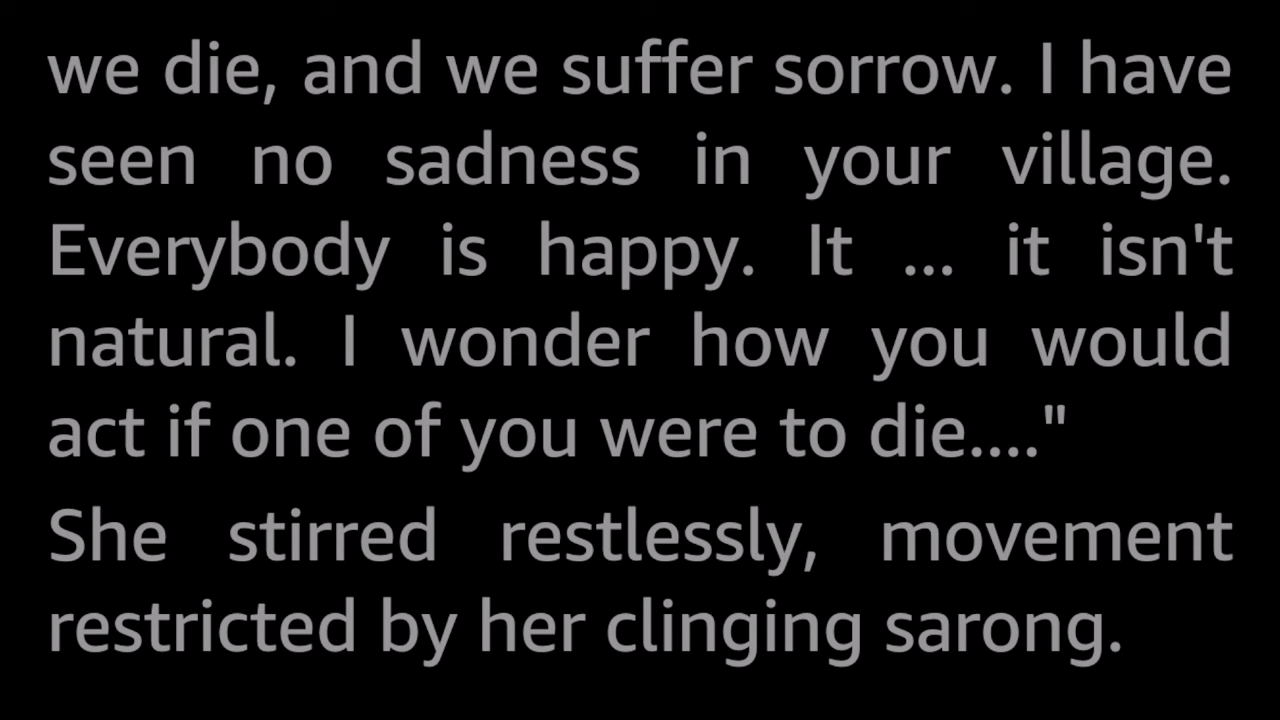 we die, and we suffer sorrow. I have
seen no sadness in your village.
Everybody is happy. It ... it isn't
natural. I wonder how you would
act if one of you were to die...."
She stirred restlessly, movement
restricted by her clinging sarong.